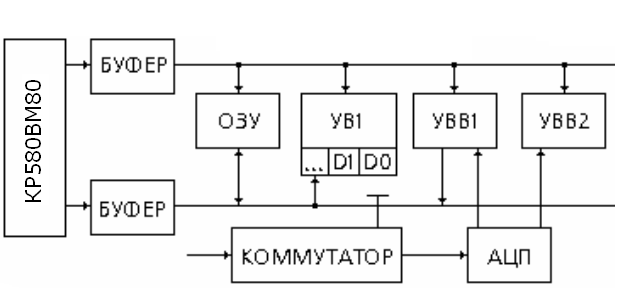 КР580ВМ80
БУФЕР
ОЗУ
УВ1
УВВ1
УВВ2
... D1 D0
БУФЕР
КОММУТАТОР
АЦП